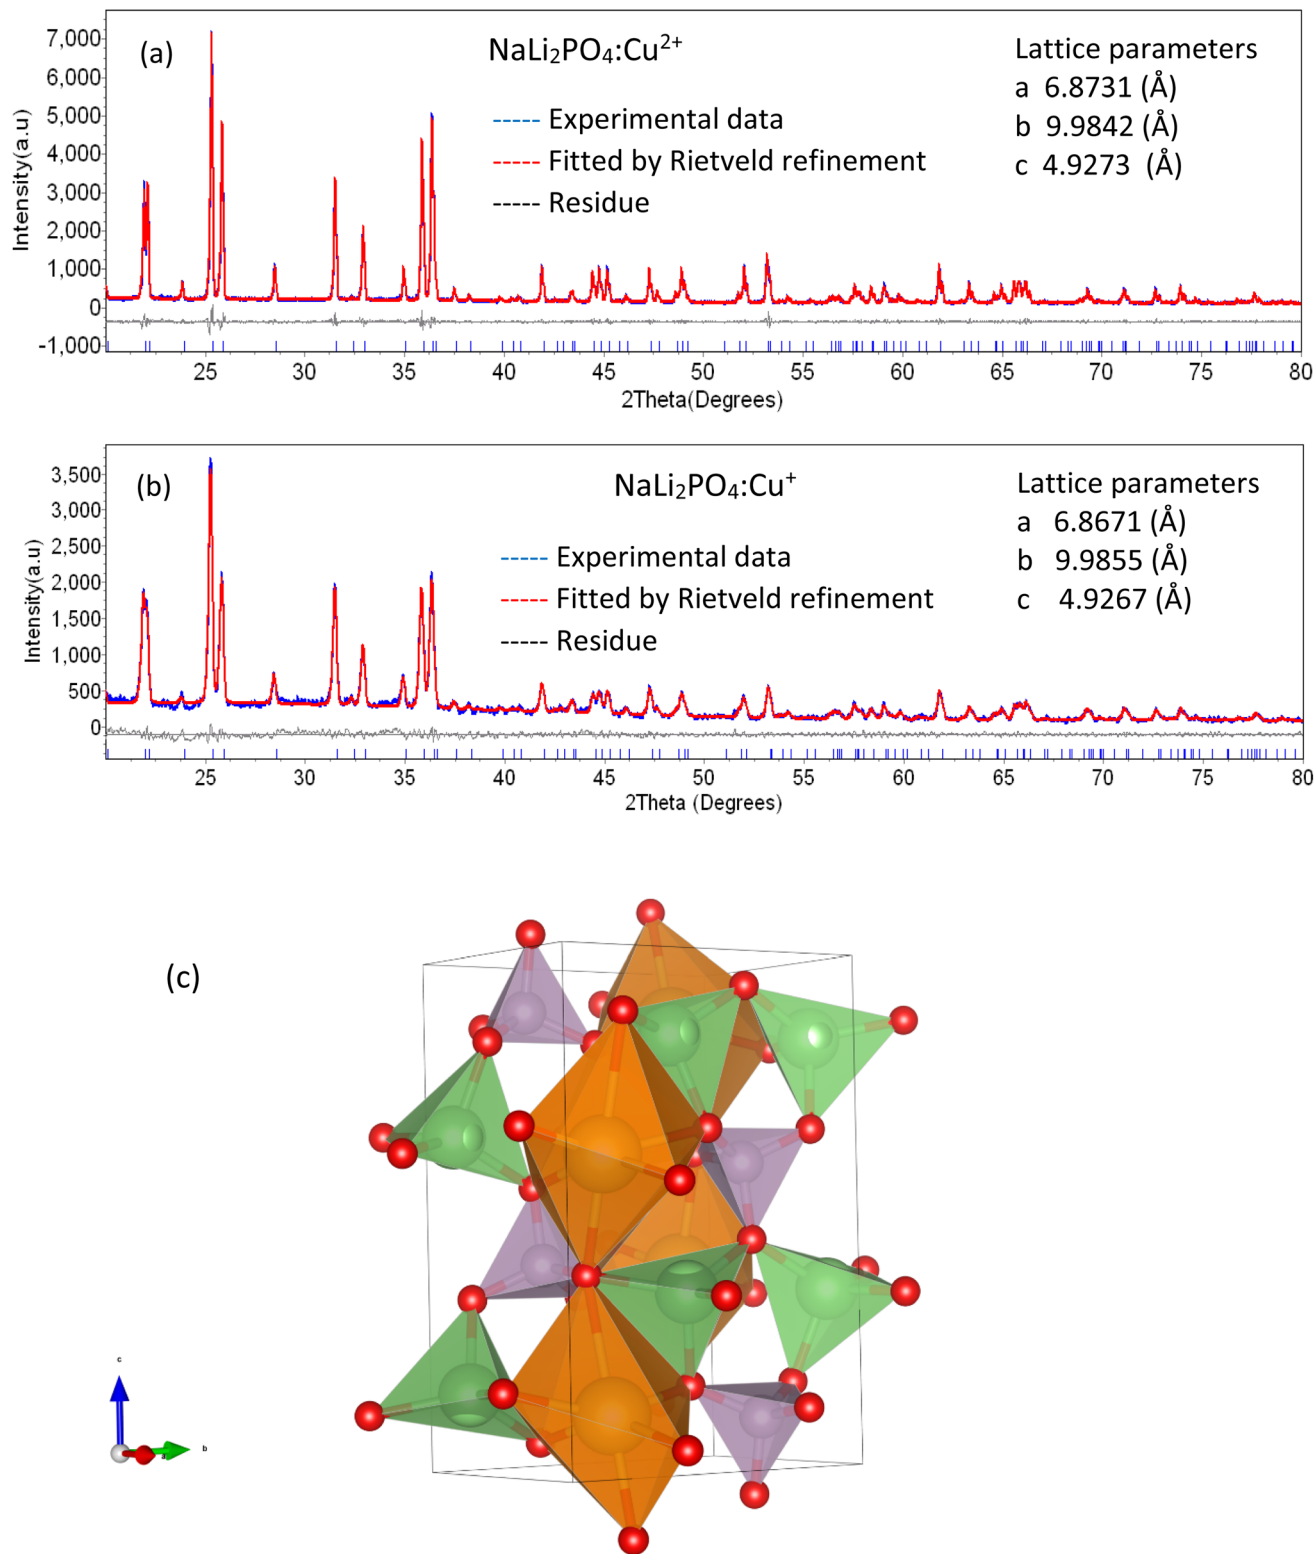 (a)
NaLi₂PO₄:Cu²⁺
----- Experimental data
----- Fitted by Rietveld refinement
----- Residue
Lattice parameters
a 6.8731 (Å)
b 9.9842 (Å)
c 4.9273 (Å)
Intensity(a.u)
7,000
6,000
5,000
4,000
3,000
2,000
1,000
0
-1,000
25 30 35 40 45 50 55 60 65 70 75 80
2Theta(Degrees)
(b)
NaLi₂PO₄:Cu⁺
----- Experimental data
----- Fitted by Rietveld refinement
----- Residue
Lattice parameters
a 6.8671 (Å)
b 9.9855 (Å)
c 4.9267 (Å)
Intensity(a.u)
3,500
3,000
2,500
2,000
1,500
1,000
500
0
25 30 35 40 45 50 55 60 65 70 75 80
2Theta (Degrees)
(c)
c
b
a